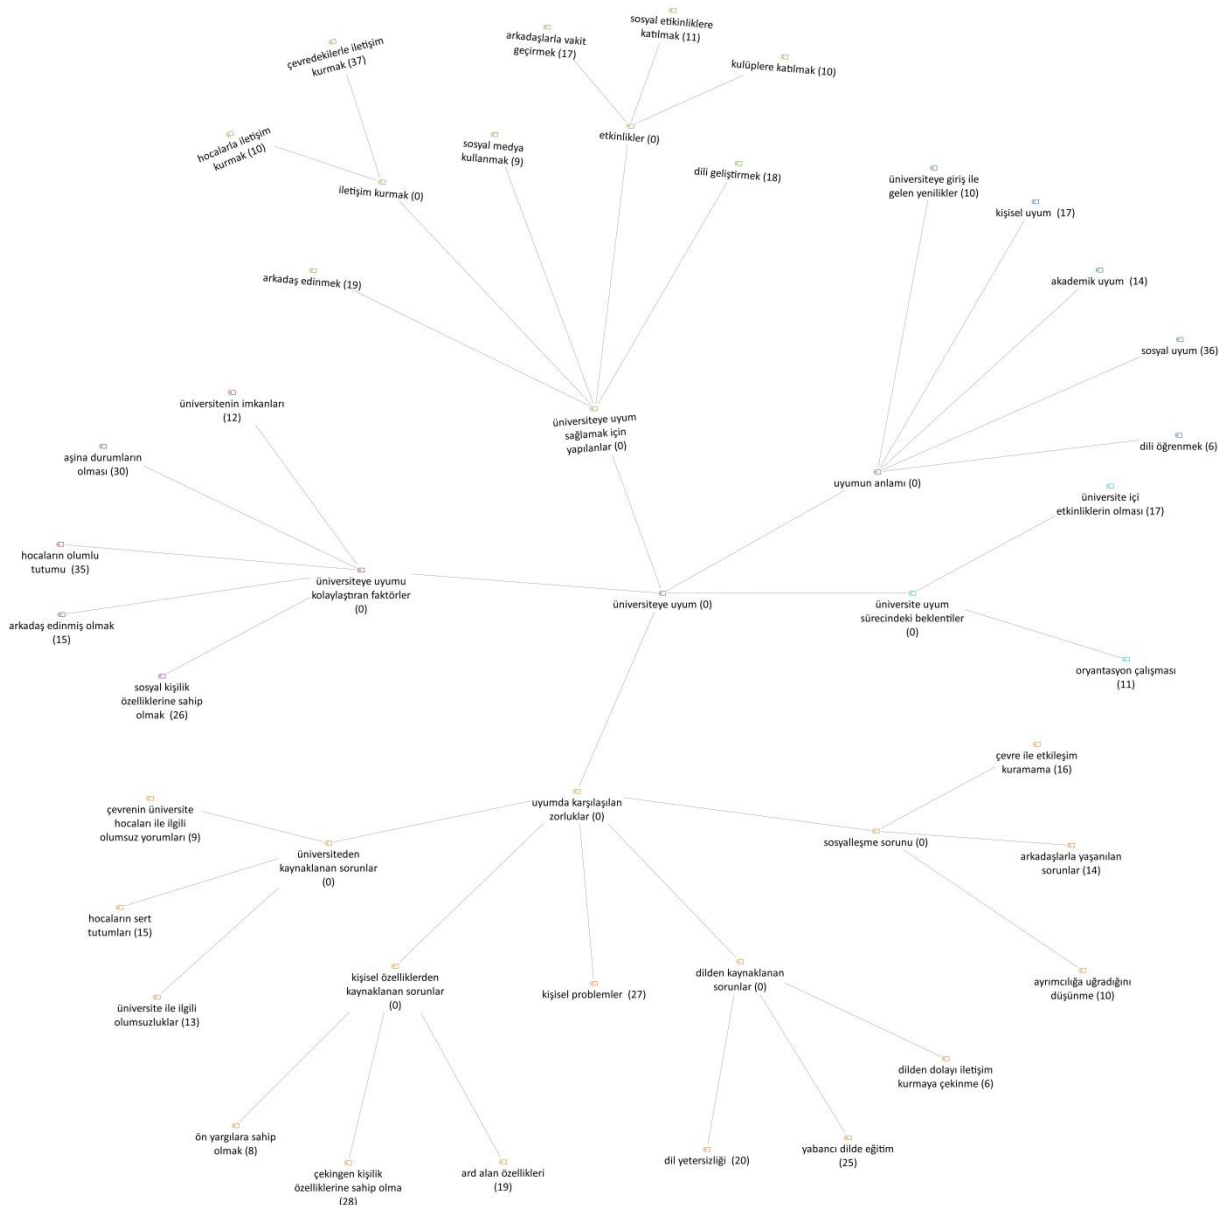 sosyal etkinliklere
katılmak (11)
arkadaşlarla vakit
geçirmek (17)
kulüplere katılmak (10)
çevredekilerle iletişim
kurmak (37)
hocalarla iletişim
kurmak (10)
sosyal medya
kullanmak (9)
etkinlikler (0)
dili geliştirmek (18)
iletişim kurmak (0)
arkadaş edinmek (19)
üniversiteye giriş ile
gelen yenilikler (10)
kişisel uyum (17)
akademik uyum (14)
sosyal uyum (36)
dili öğrenmek (6)
üniversiteye uyum
sağlamak için
yapılanlar (0)
uyumun anlamı (0)
üniversitenin imkanları
(12)
aşina durumların
olması (30)
hocaların olumlu
tutumu (35)
arkadaş edinmiş olmak
(15)
sosyal kişilik
özelliklerine sahip
olmak (26)
üniversiteye uyumu
kolaylaştıran faktörler
(0)
üniversiteye uyum (0)
üniversite içi
etkinliklerin olması (17)
üniversite uyum
sürecindeki beklentiler
(0)
oryantasyon çalışması
(11)
çevre ile etkileşim
kuramama (16)
uyumda karşılaşılan
zorluklar (0)
sosyalleşme sorunu (0)
arkadaşlarla yaşanılan
sorunlar (14)
ayrımcılığa uğradığını
düşünme (10)
çevrenin üniversite
hocaları ile ilgili
olumsuz yorumları (9)
üniversiteden
kaynaklanan sorunlar
(0)
hocaların sert
tutumları (15)
üniversite ile ilgili
olumsuzluklar (13)
kişisel özelliklerden
kaynaklanan sorunlar
(0)
kişisel problemler (27)
dilden kaynaklanan
sorunlar (0)
dilden dolayı iletişim
kurmaya çekinme (6)
ön yargılara sahip
olmak (8)
çekingen kişilik
özelliklerine sahip olma
(28)
ard alan özellikleri
(19)
dil yetersizliği (20)
yabancı dilde eğitim
(25)